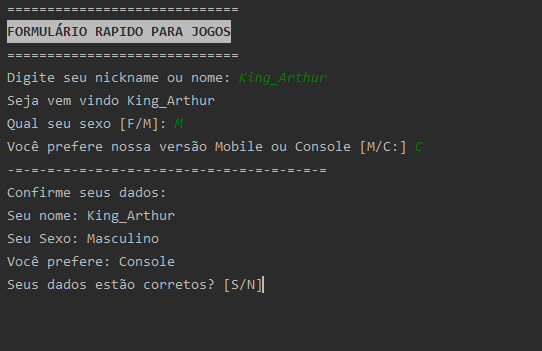 =============================
FORMULÁRIO RAPIDO PARA JOGOS
=============================
Digite seu nickname ou nome: King_Arthur
Seja vem vindo King_Arthur
Qual seu sexo [F/M]: M
Você prefere nossa versão Mobile ou Console [M/C:] C
-=-=-=-=-=-=-=-=-=-=-=-=-=-=-=-=-=-=-=-=
Confirme seus dados:
Seu nome: King_Arthur
Seu Sexo: Masculino
Você prefere: Console
Seus dados estão corretos? [S/N]